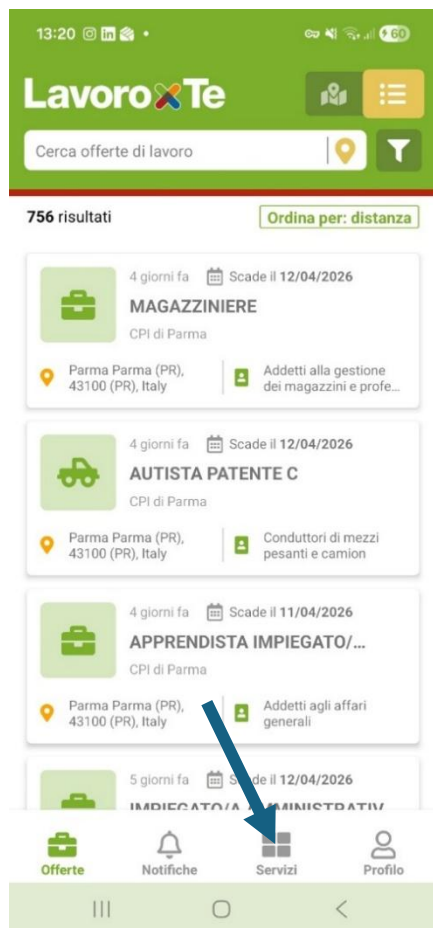 13:20
60
Lavoro x Te
Cerca offerte di lavoro
756 risultati
Ordina per: distanza
4 giorni fa Scade il 12/04/2026
MAGAZZINIERE
CPI di Parma
Parma Parma (PR), 43100 (PR), Italy
Addetti alla gestione dei magazzini e profe...
4 giorni fa Scade il 12/04/2026
AUTISTA PATENTE C
CPI di Parma
Parma Parma (PR), 43100 (PR), Italy
Conduttori di mezzi pesanti e camion
4 giorni fa Scade il 11/04/2026
APPRENDISTA IMPIEGATO/...
CPI di Parma
Parma Parma (PR), 43100 (PR), Italy
Addetti agli affari generali
5 giorni fa Scade il 12/04/2026
IMPIEGATO/A AMMINISTRATIV
Offerte
Notifiche
Servizi
Profilo